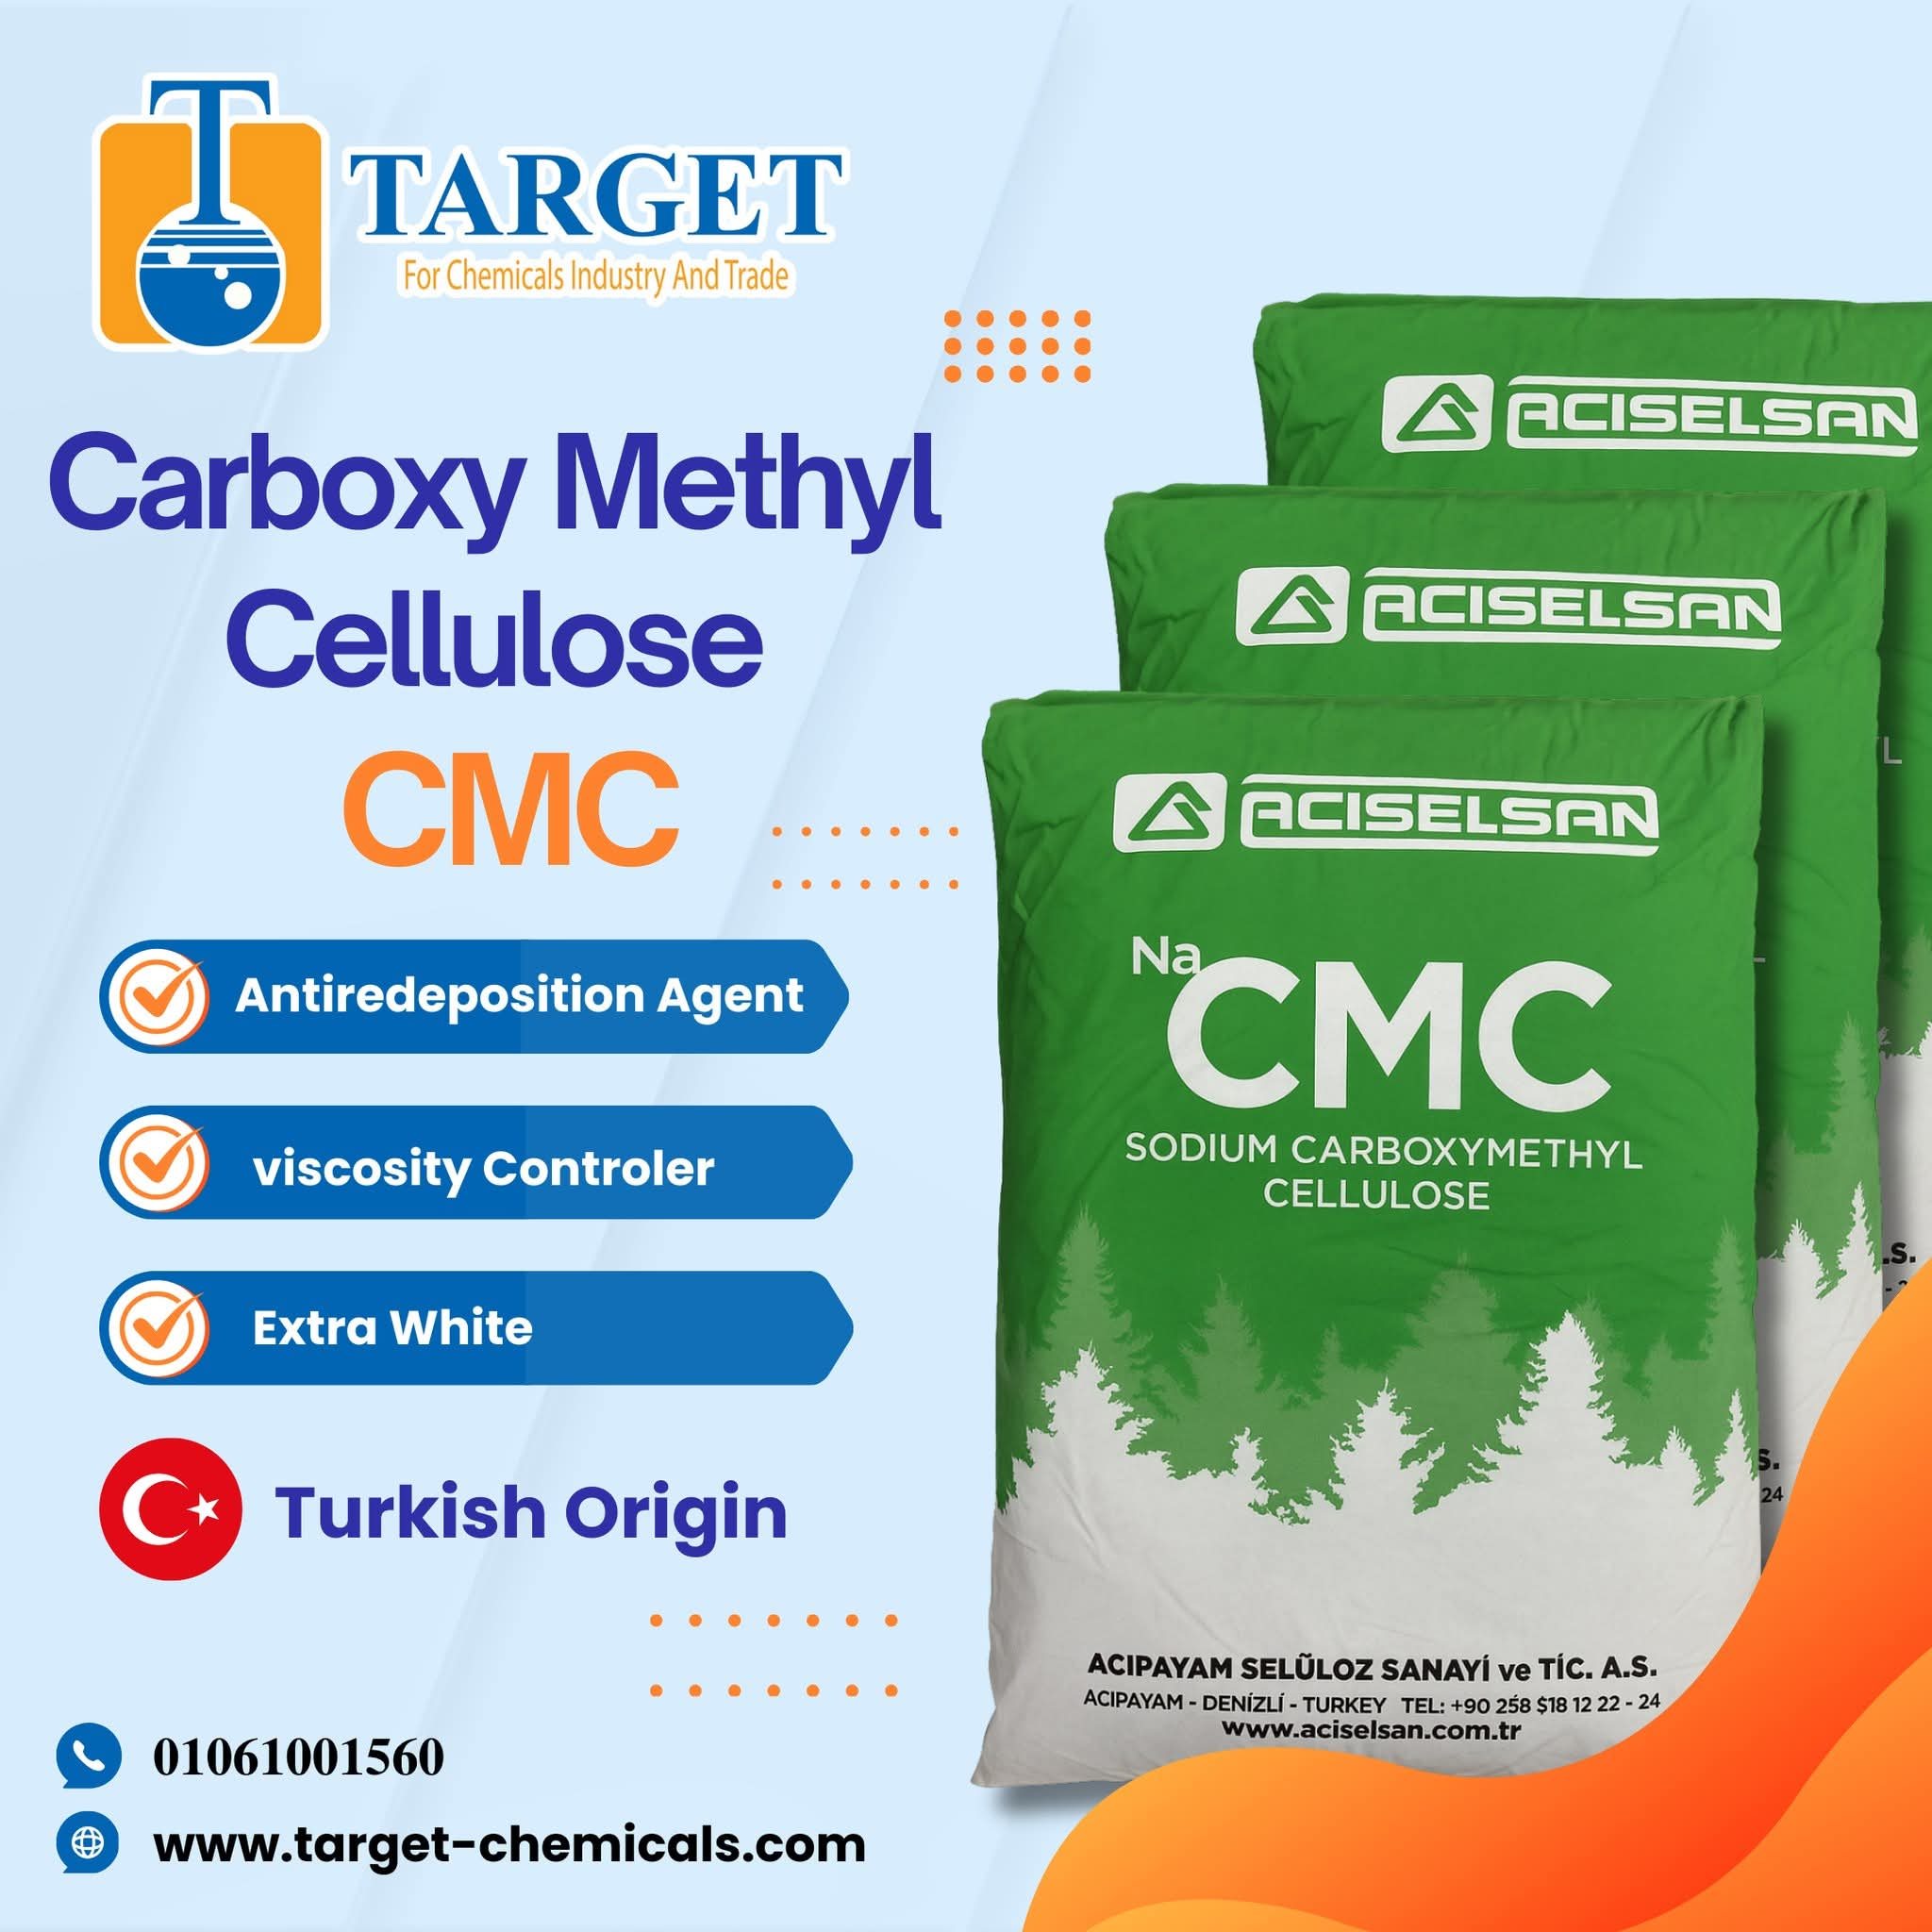 TARGET
For Chemicals Industry And Trade
Carboxy Methyl
Cellulose
CMC
Antiredeposition Agent
viscosity Controler
Extra White
Turkish Origin
01061001560
www.target-chemicals.com
ACISELSAN
ACISELSAN
ACISELSAN
Na
CMC
SODIUM CARBOXYMETHYL
CELLULOSE
ACIPAYAM SELŨLOZ SANAYİ ve TİC. A.S.
ACIPAYAM - DENİZLİ - TURKEY TEL: +90 258 $18 12 22 - 24
www.aciselsan.com.tr